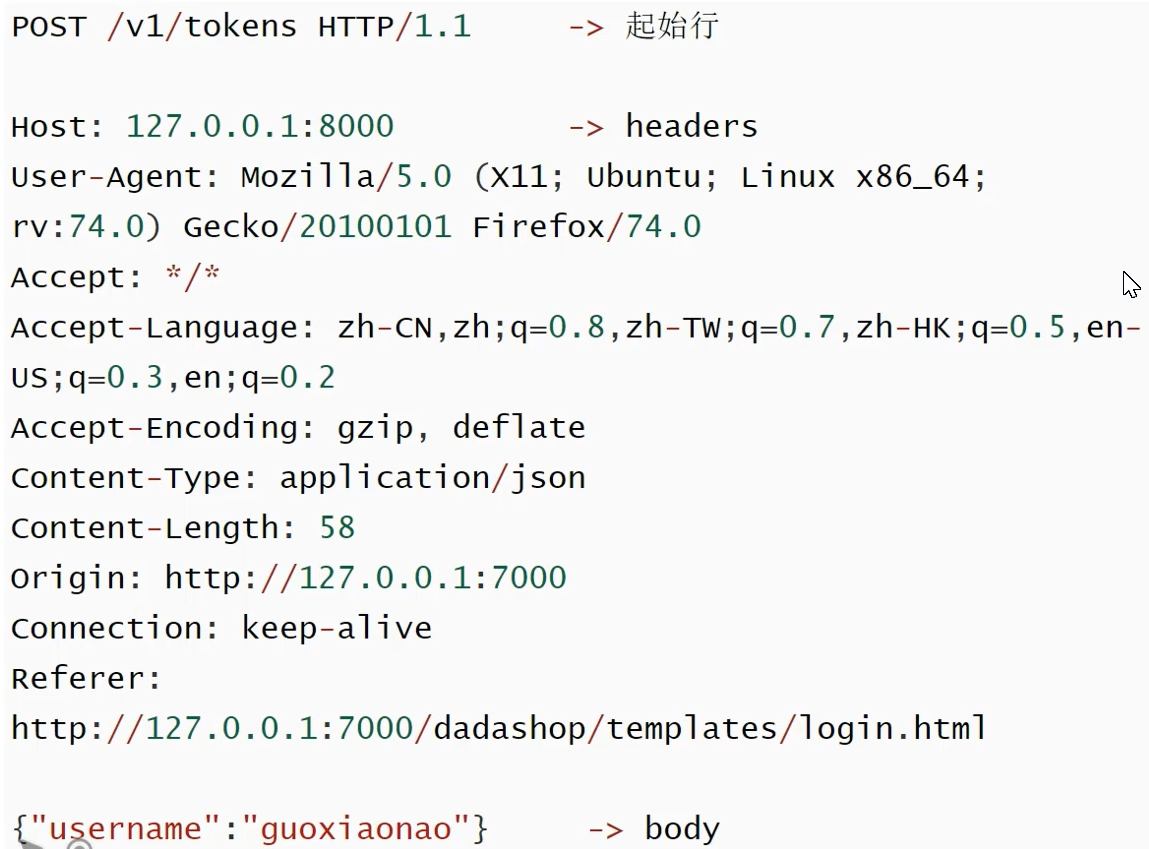 POST /v1/tokens HTTP/1.1 -> 起始行
Host: 127.0.0.1:8000 -> headers
User-Agent: Mozilla/5.0 (X11; Ubuntu; Linux x86_64;
rv:74.0) Gecko/20100101 Firefox/74.0
Accept: */*
Accept-Language: zh-CN,zh;q=0.8,zh-TW;q=0.7,zh-HK;q=0.5,en-
US;q=0.3,en;q=0.2
Accept-Encoding: gzip, deflate
Content-Type: application/json
Content-Length: 58
Origin: http://127.0.0.1:7000
Connection: keep-alive
Referer:
http://127.0.0.1:7000/dadashop/templates/login.html
{"username":"guoxiaonao"} -> body